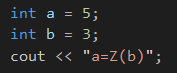 int a = 5;
int b = 3;
cout << "a=Z(b)";